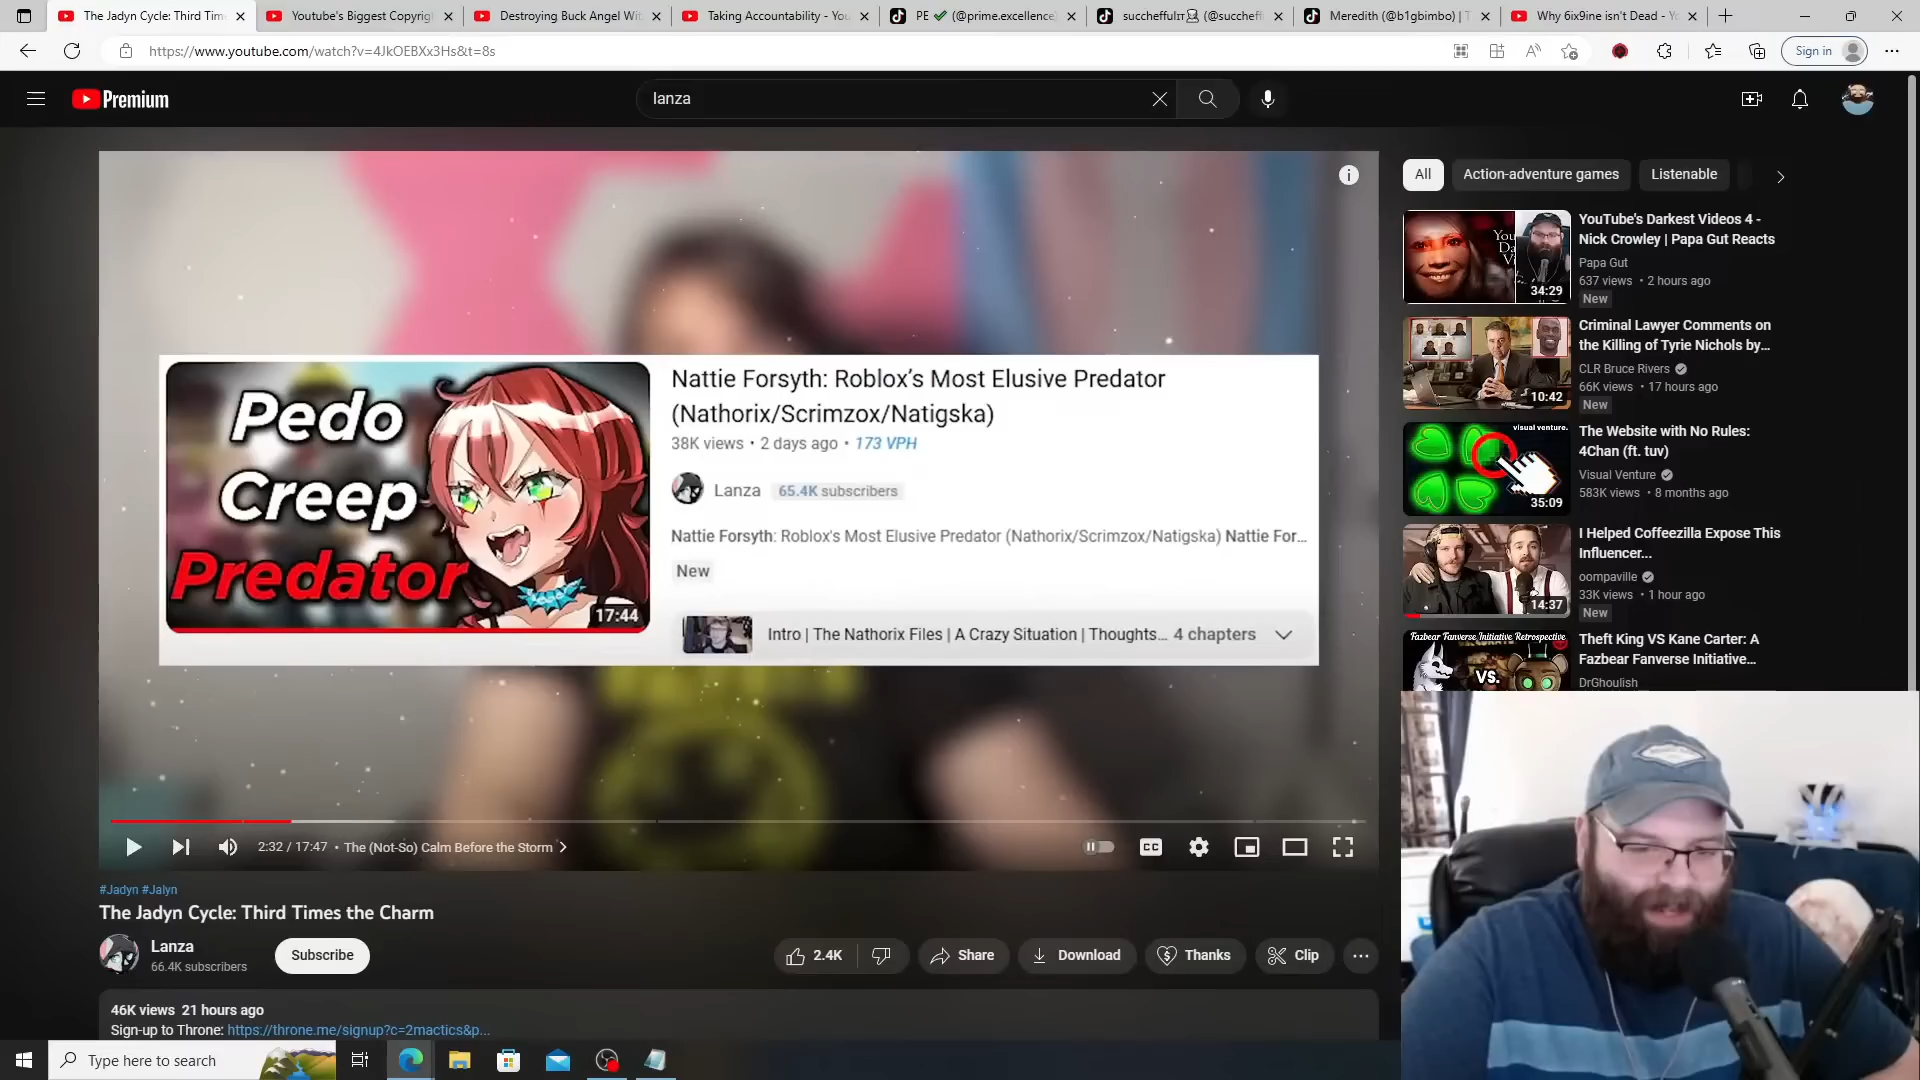 The Jadyn Cycle: Third Tim
Youtube's Biggest Copyrig
Destroying Buck Angel Wit
Taking Accountability - You
PE ✔ (@prime.excellence
succheffulιττ (@succheff
Meredith (@b1gbimbo) | T
Why 6ix9ine isn't Dead - Yo
https://www.youtube.com/watch?v=4JkOEBXx3Hs&t=8s
Sign in
Premium
lanza
Pedo
Creep
Predator
17:44
Nattie Forsyth: Roblox's Most Elusive Predator
(Nathorix/Scrimzox/Natigska)
38K views • 2 days ago • 173 VPH
Lanza 65.4K subscribers
Nattie Forsyth: Roblox's Most Elusive Predator (Nathorix/Scrimzox/Natigska) Nattie For...
New
Intro | The Nathorix Files | A Crazy Situation | Thoughts... 4 chapters
2:32 / 17:47 • The (Not-So) Calm Before the Storm
CC
#Jadyn #Jalyn
The Jadyn Cycle: Third Times the Charm
Lanza
66.4K subscribers
Subscribe
2.4K
Share
Download
Thanks
Clip
46K views 21 hours ago
Sign-up to Throne: https://throne.me/signup?c=2mactics&p...
All
Action-adventure games
Listenable
34:29
YouTube's Darkest Videos 4 -
Nick Crowley | Papa Gut Reacts
Papa Gut
637 views • 2 hours ago
New
10:42
Criminal Lawyer Comments on
the Killing of Tyrie Nichols by...
CLR Bruce Rivers
66K views • 17 hours ago
New
visual venture.
35:09
The Website with No Rules:
4Chan (ft. tuv)
Visual Venture
583K views • 8 months ago
14:37
I Helped Coffeezilla Expose This
Influencer...
oompaville
33K views • 1 hour ago
New
Fazbear Fanverse Initiative Retrospective
VS.
Theft King VS Kane Carter: A
Fazbear Fanverse Initiative...
DrGhoulish
Type here to search